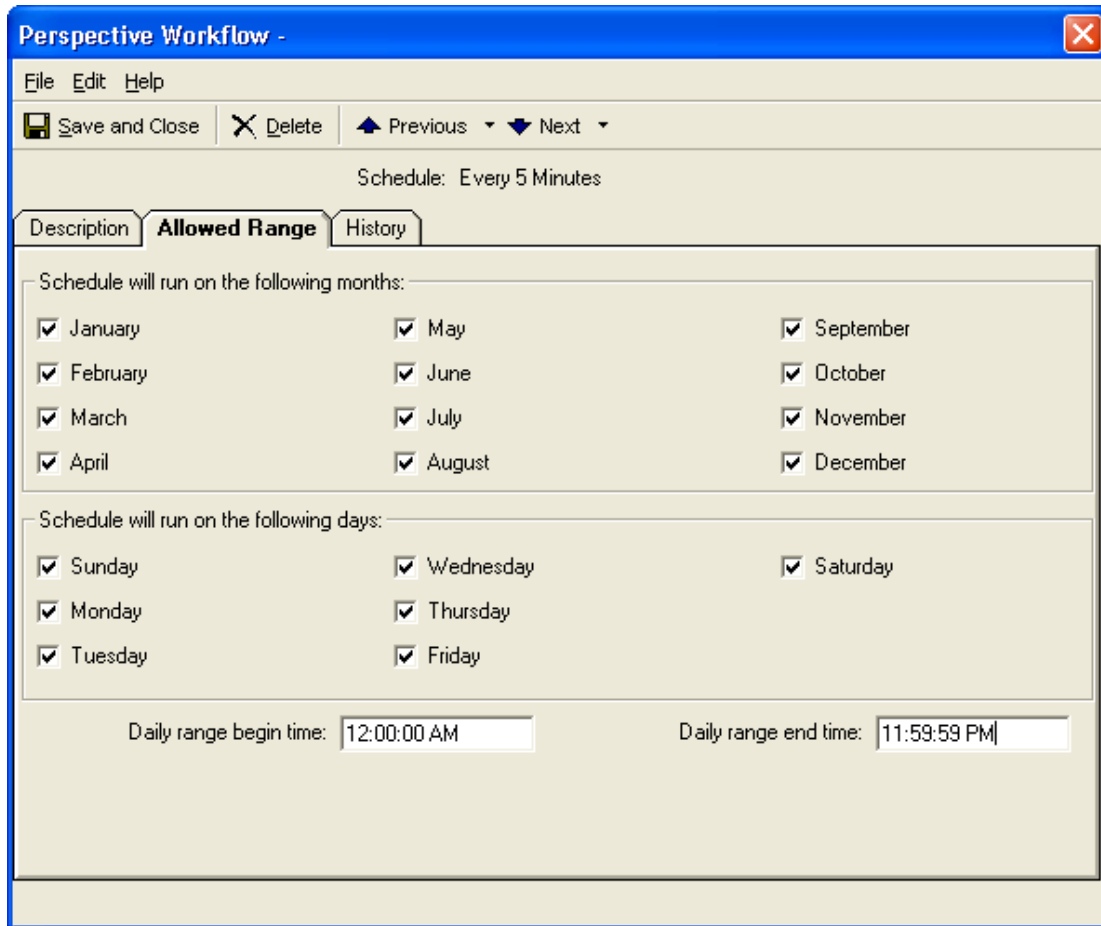 Perspective Workflow -
File Edit Help
Save and Close Delete Previous Next
Schedule: Every 5 Minutes
Description Allowed Range History
Schedule will run on the following months:
January May September
February June October
March July November
April August December
Schedule will run on the following days:
Sunday Wednesday Saturday
Monday Thursday
Tuesday Friday
Daily range begin time: 12:00:00 AM Daily range end time: 11:59:59 PM